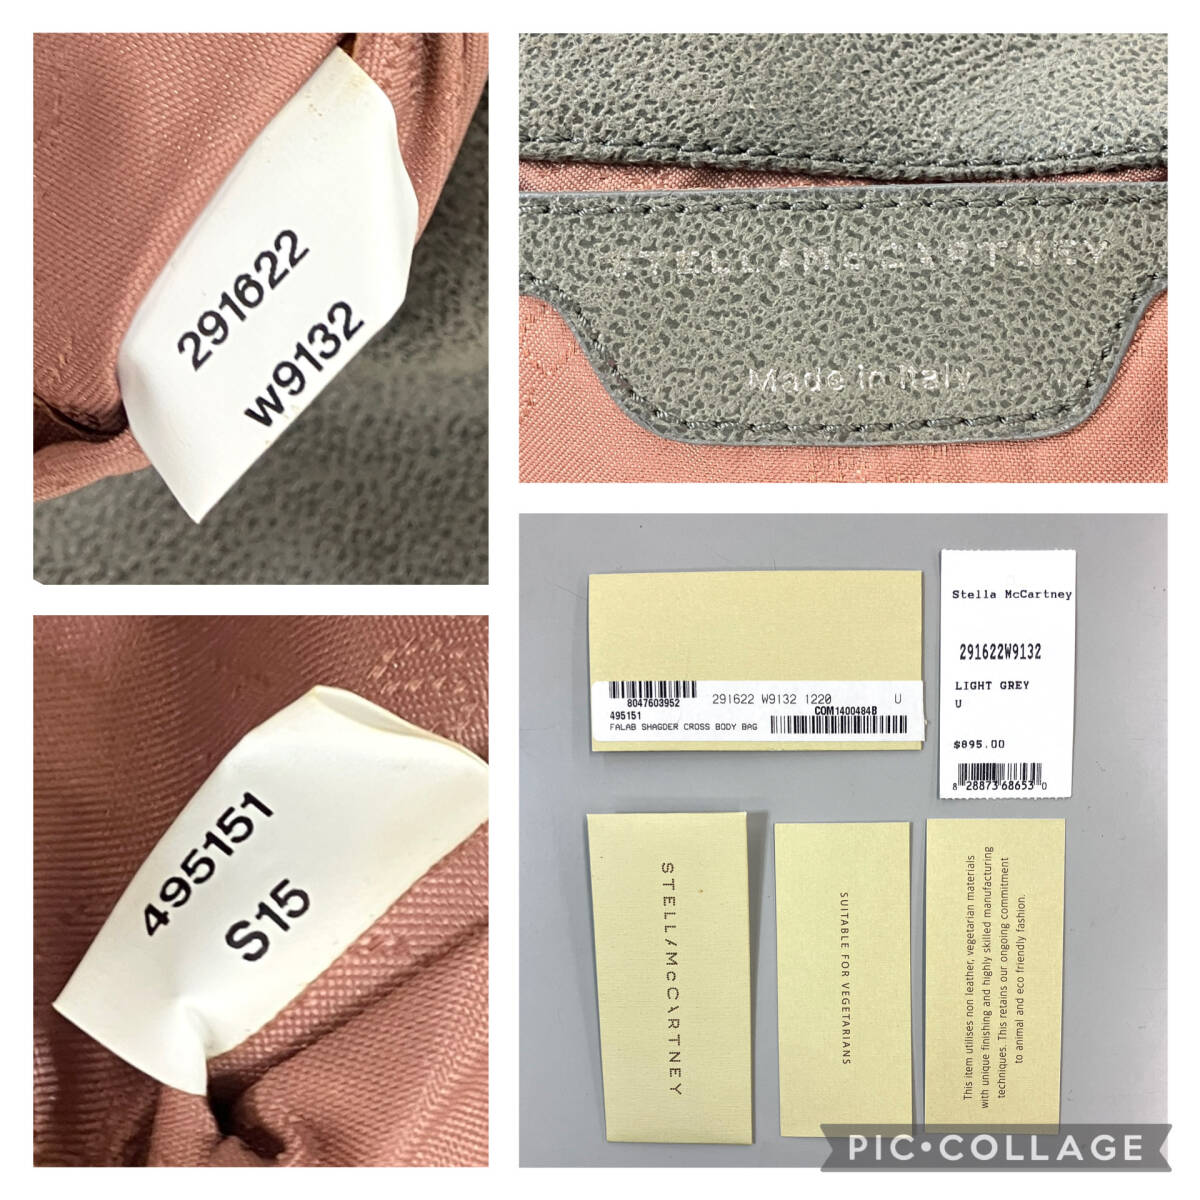 291622
W9132
STELLA McCARTNEY
Made in Italy
495151
S15
8047603952
291622 W9132 1220 U
495151
COM1400484B
FALAB SHAGDER CROSS BODY BAG
Stella McCartney
291622W9132
LIGHT GREY
U
$895.00
8 28873 68653 0
STELLA McCARTNEY
SUITABLE FOR VEGETARIANS
This item utilises non leather, vegetarian materials
with unique finishing and highly skilled manufacturing
techniques. This retains our ongoing commitment
to animal and eco friendly fashion.
PIC•COLLAGE